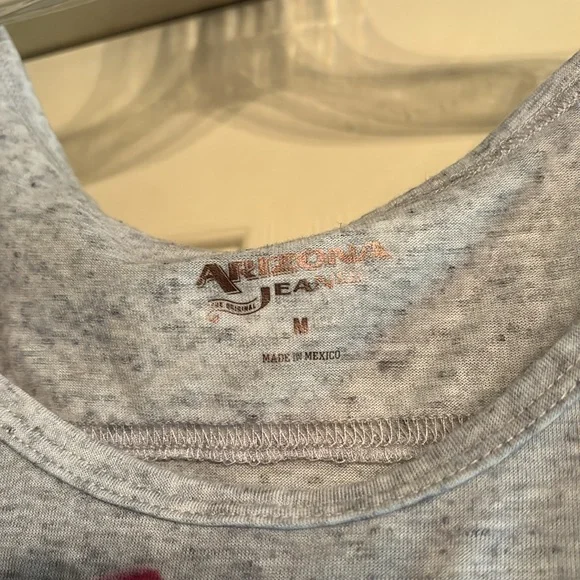 ARIZONA
THE ORIGINAL JEANS
M
MADE IN MEXICO